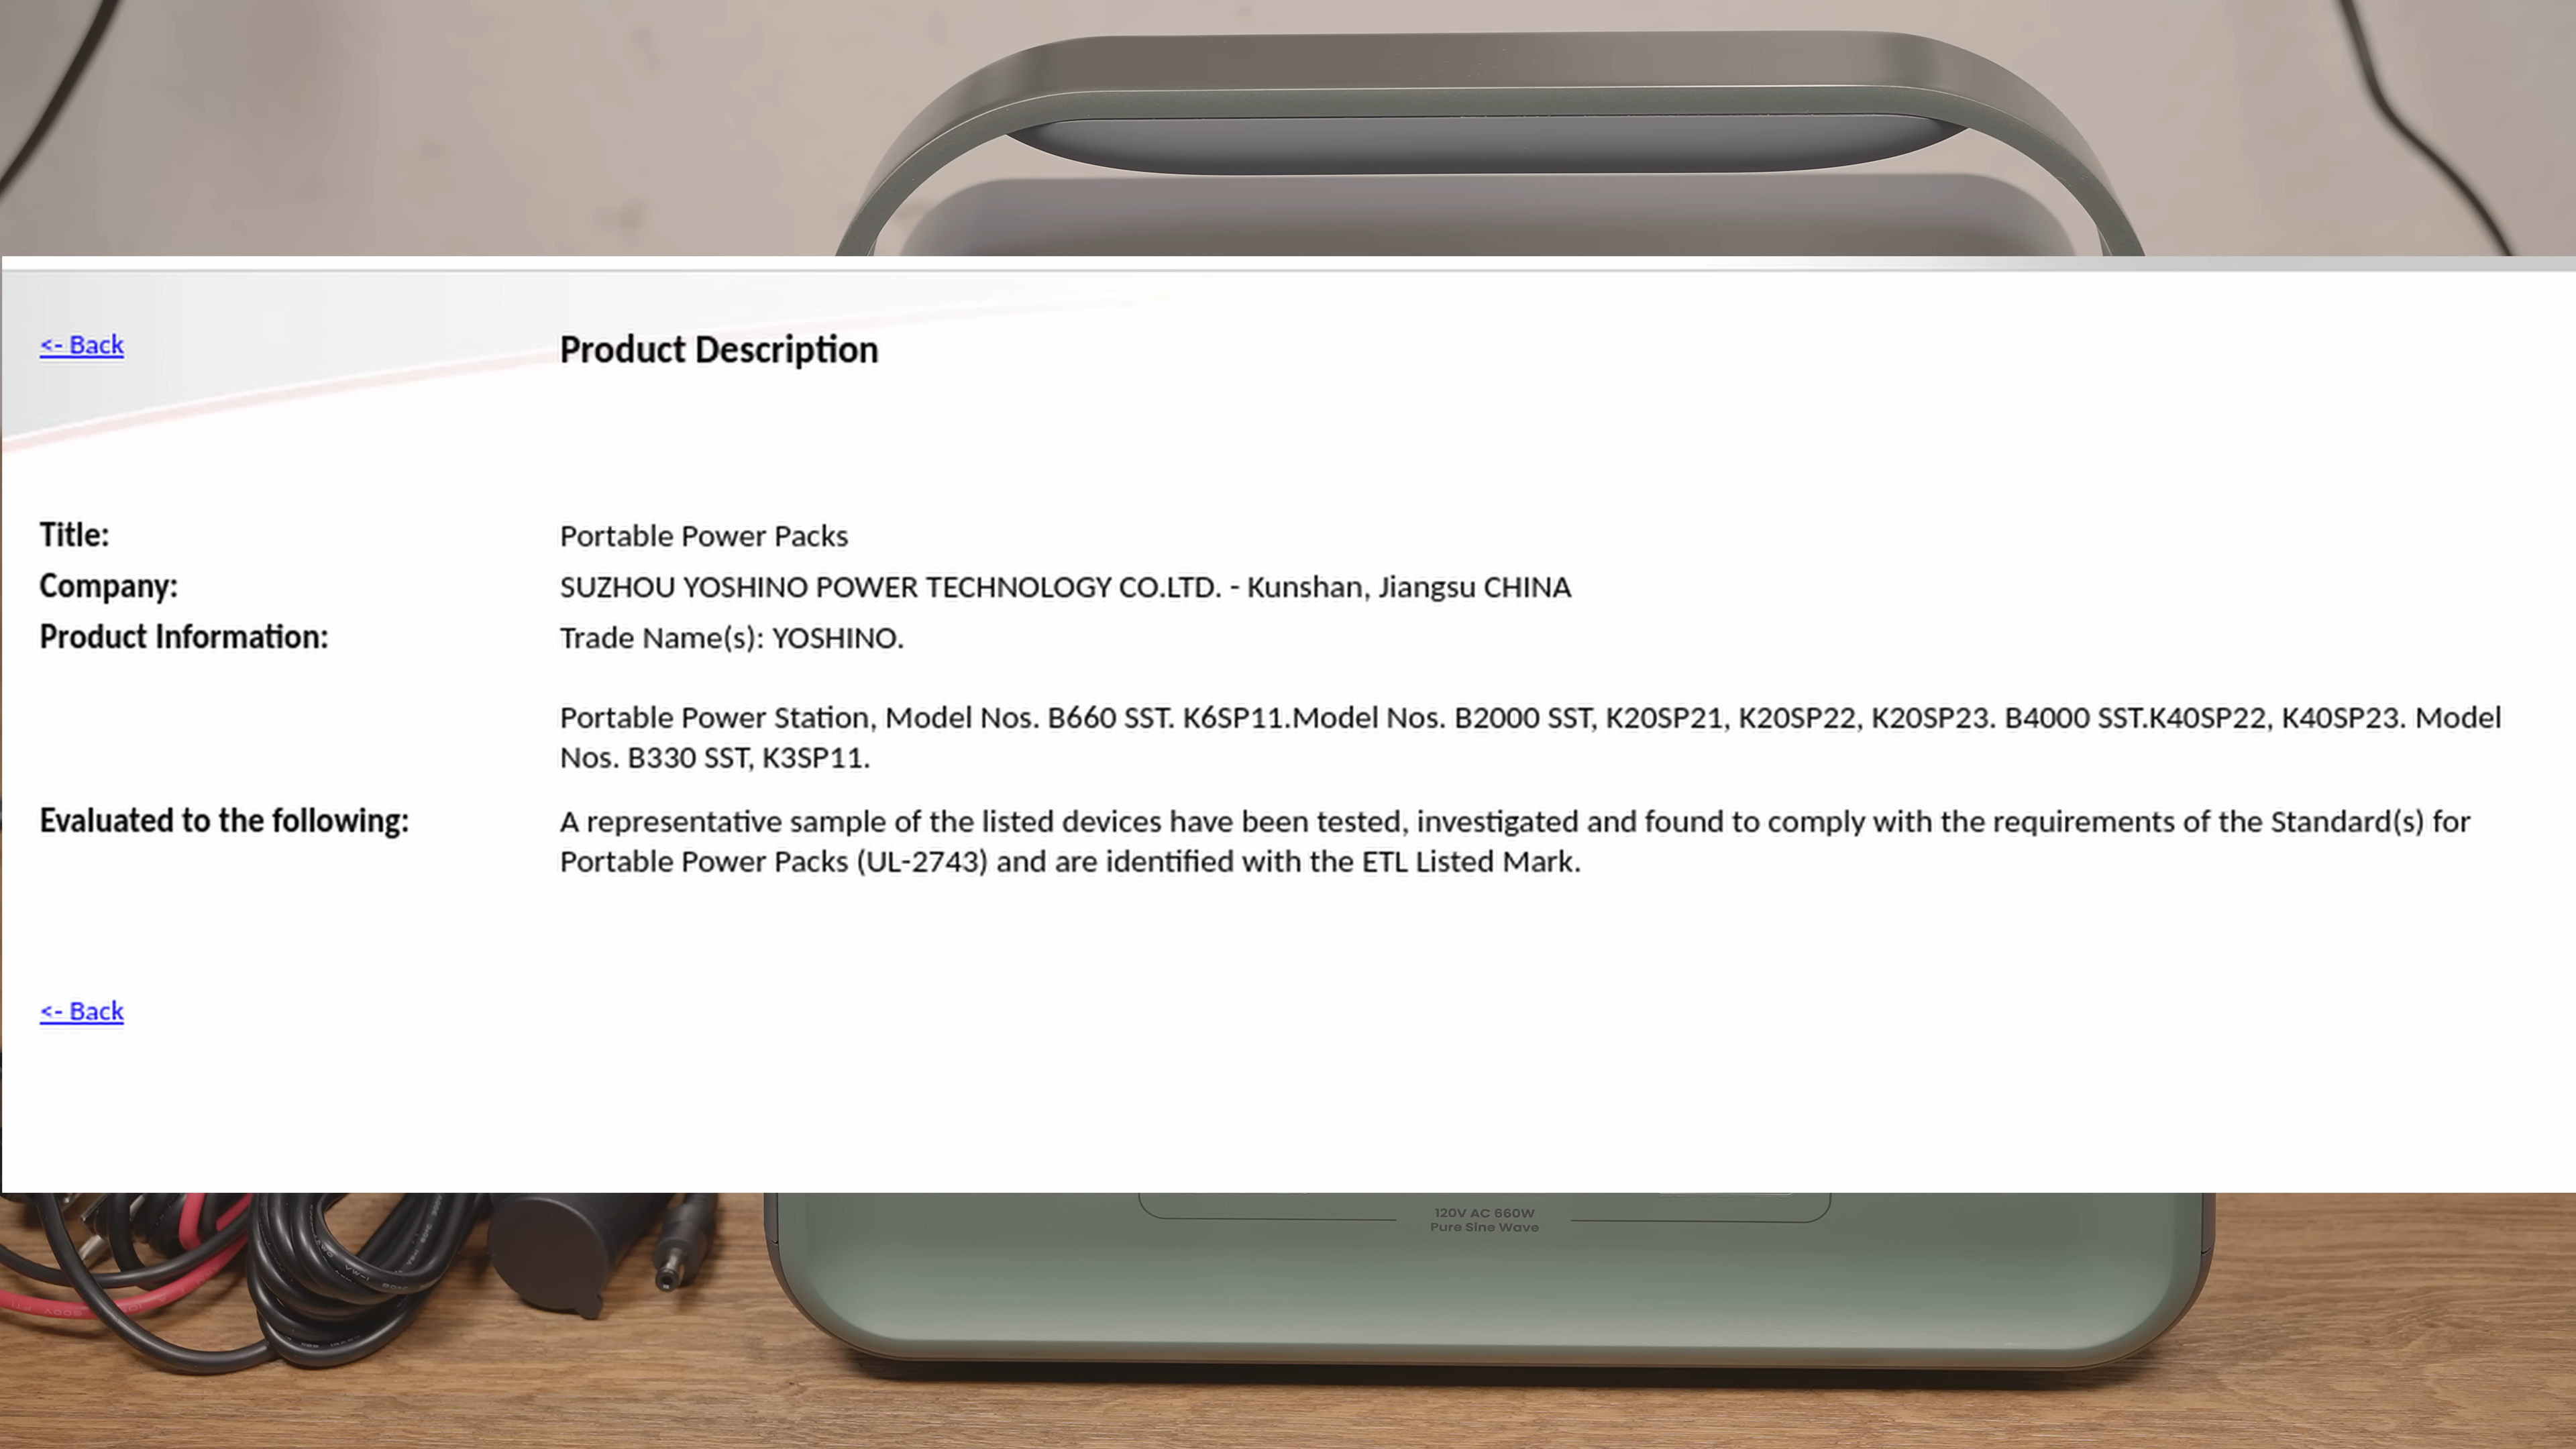 <- Back
Product Description
Title:
Portable Power Packs
Company:
SUZHOU YOSHINO POWER TECHNOLOGY CO.LTD. - Kunshan, Jiangsu CHINA
Product Information:
Trade Name(s): YOSHINO.
Portable Power Station, Model Nos. B660 SST. K6SP11.Model Nos. B2000 SST, K20SP21, K20SP22, K20SP23. B4000 SST.K40SP22, K40SP23. Model
Nos. B330 SST, K3SP11.
Evaluated to the following:
A representative sample of the listed devices have been tested, investigated and found to comply with the requirements of the Standard(s) for
Portable Power Packs (UL-2743) and are identified with the ETL Listed Mark.
<- Back
120V AC 660W
Pure Sine Wave